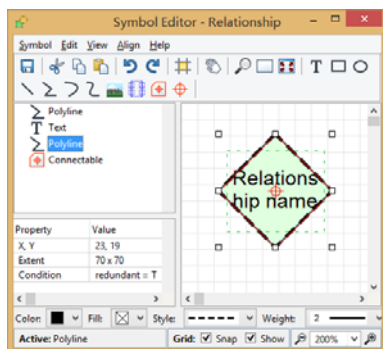 Symbol Editor - Relationship
Symbol Edit View Align Help
T
Polyline
T Text
Polyline
Connectable
Relations
hip name
Property Value
X, Y 23, 19
Extent 70 x 70
Condition redundant = T
Color: Fill: Style: Weight: 2
Active: Polyline Grid: Snap Show 200%